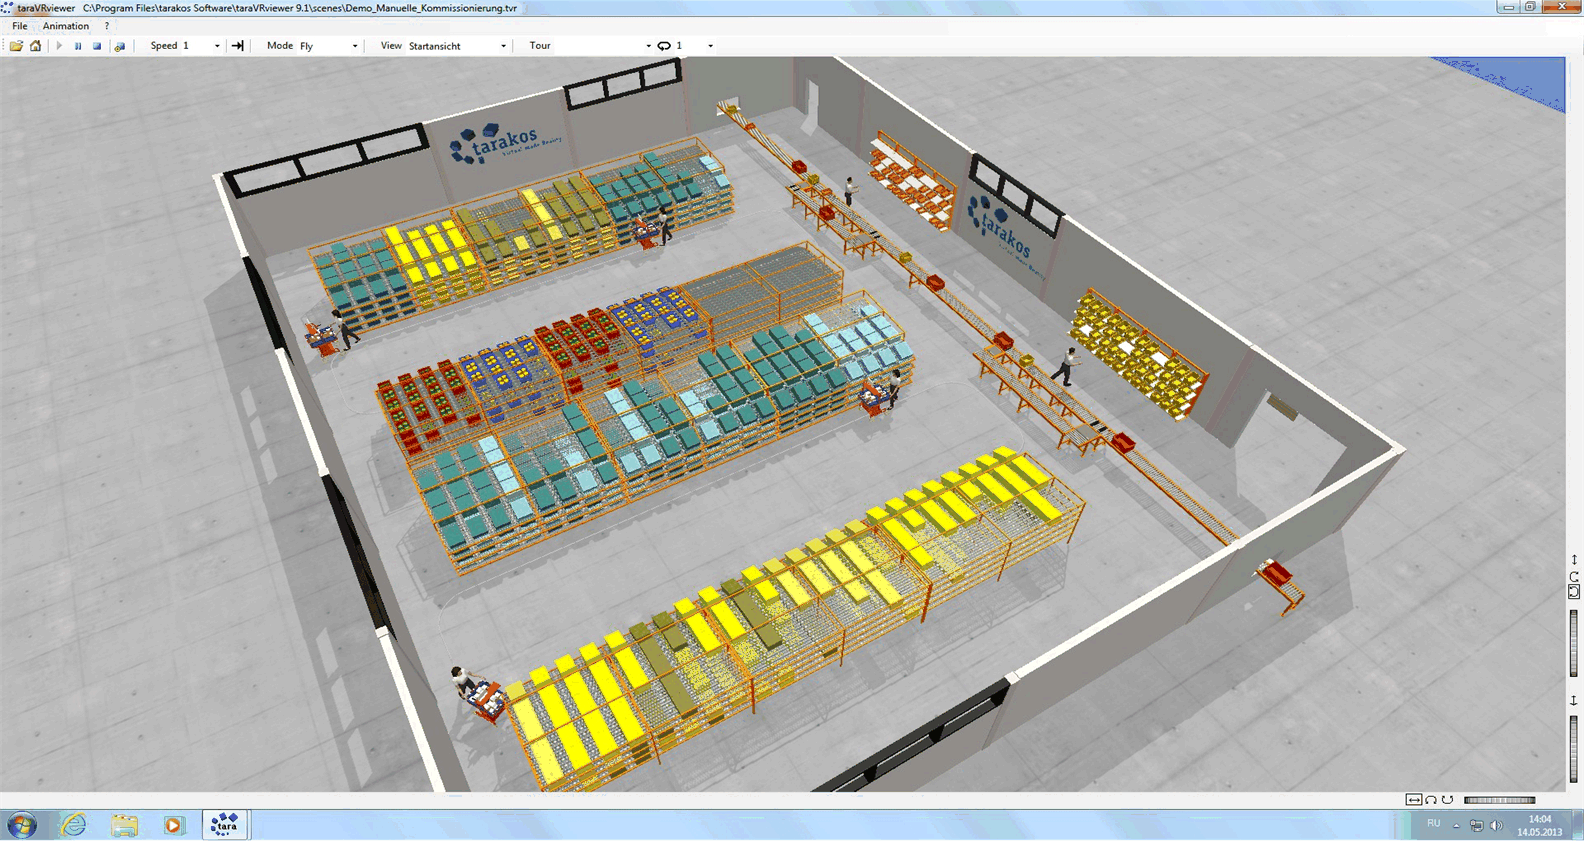 taraVRviewer C:\Program Files\tarakos Software\taraVRviewer 9.1\scenes\Demo_Manuelle_Kommissionierung.tvr
File Animation ?
Speed 1 Mode Fly View Startansicht Tour 1
tarakos
Virtual Made Reality
tarakos
Virtual Made Reality
tara
RU
14:04
14.05.2013